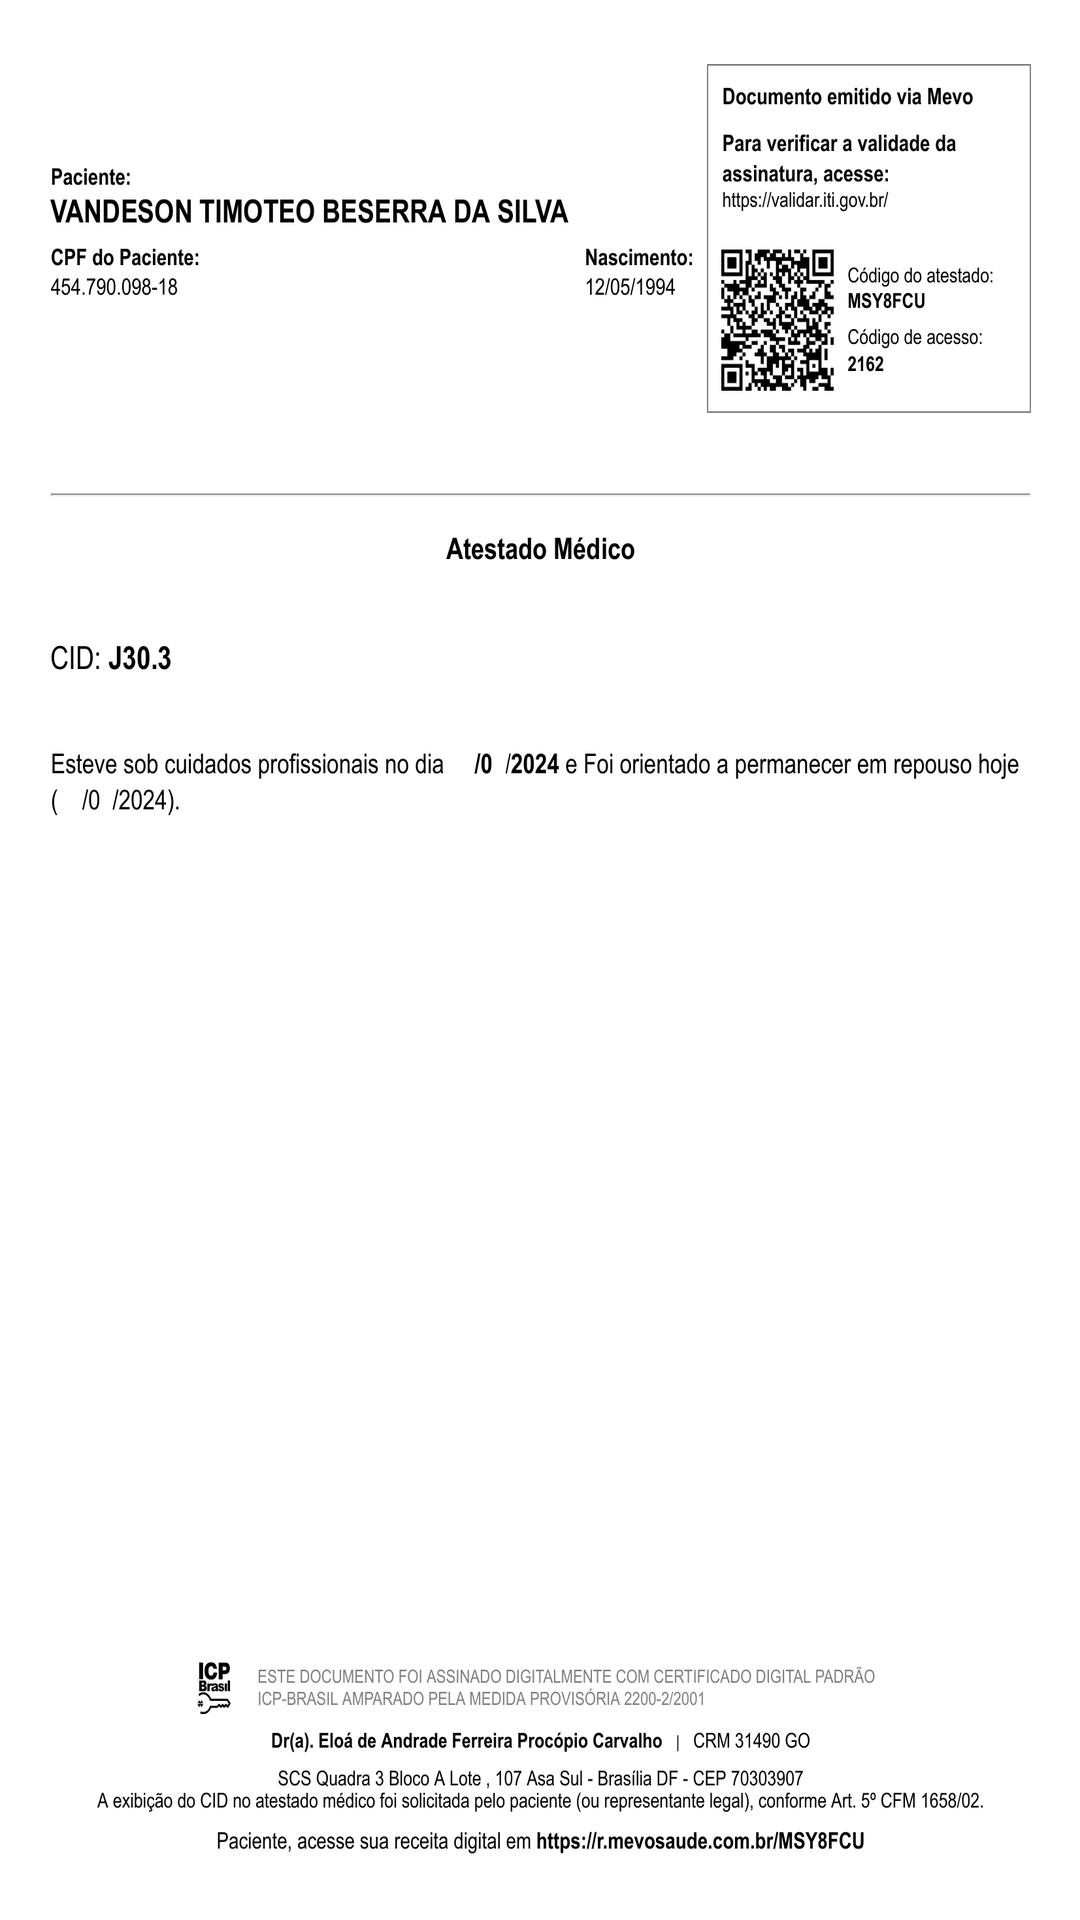 Documento emitido via Mevo
Para verificar a validade da
assinatura, acesse:
https://validar.iti.gov.br/
Paciente:
VANDESON TIMOTEO BESERRA DA SILVA
CPF do Paciente:
454.790.098-18
Nascimento:
12/05/1994
Código do atestado:
MSY8FCU
Código de acesso:
2162
Atestado Médico
CID: J30.3
Esteve sob cuidados profissionais no dia /0 /2024 e Foi orientado a permanecer em repouso hoje
( /0 /2024).
ICP
Brasil
ESTE DOCUMENTO FOI ASSINADO DIGITALMENTE COM CERTIFICADO DIGITAL PADRÃO
ICP-BRASIL AMPARADO PELA MEDIDA PROVISÓRIA 2200-2/2001
Dr(a). Eloá de Andrade Ferreira Procópio Carvalho | CRM 31490 GO
SCS Quadra 3 Bloco A Lote , 107 Asa Sul - Brasília DF - CEP 70303907
A exibição do CID no atestado médico foi solicitada pelo paciente (ou representante legal), conforme Art. 5º CFM 1658/02.
Paciente, acesse sua receita digital em https://r.mevosaude.com.br/MSY8FCU